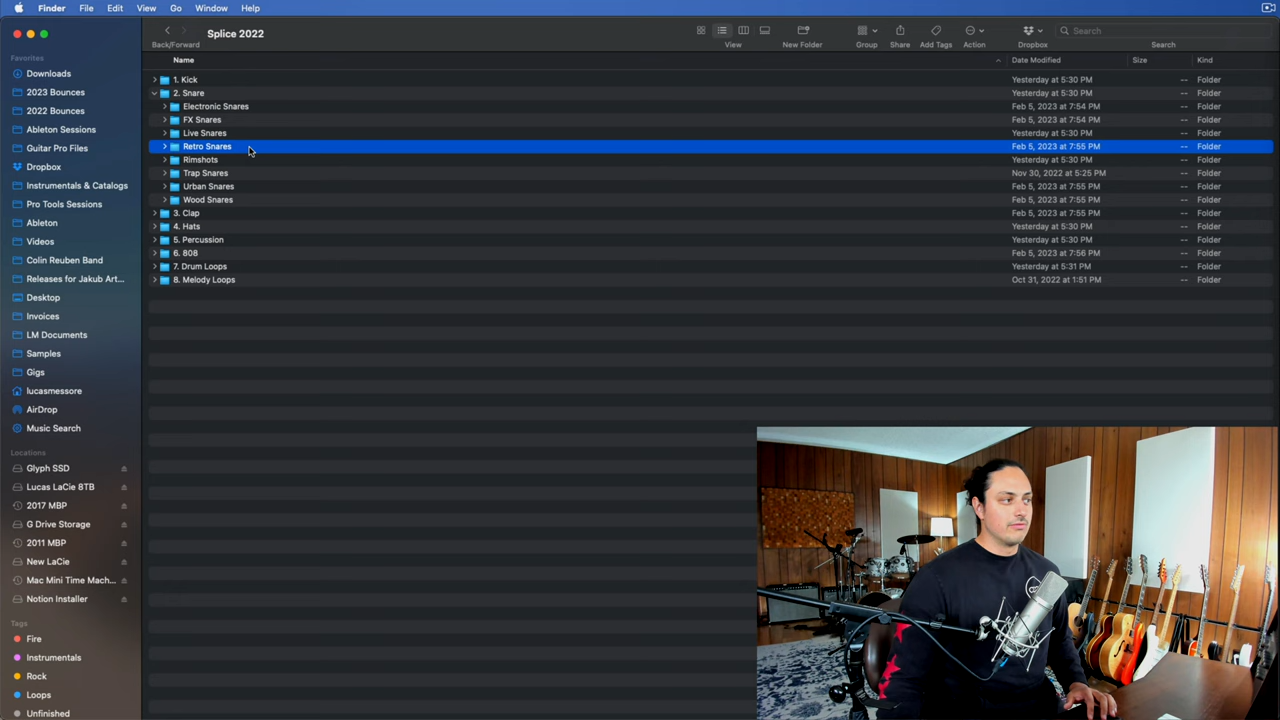 Finder File Edit View Go Window Help
Splice 2022
Back/Forward View New Folder Group Share Add Tags Action Dropbox Search
Search
Name Date Modified Size Kind
1. Kick Yesterday at 5:30 PM -- Folder
2. Snare Yesterday at 5:30 PM -- Folder
Electronic Snares Feb 5, 2023 at 7:54 PM -- Folder
FX Snares Feb 5, 2023 at 7:54 PM -- Folder
Live Snares Yesterday at 5:30 PM -- Folder
Retro Snares Feb 5, 2023 at 7:55 PM -- Folder
Rimshots Yesterday at 5:30 PM -- Folder
Trap Snares Nov 30, 2022 at 5:25 PM -- Folder
Urban Snares Feb 5, 2023 at 7:55 PM -- Folder
Wood Snares Feb 5, 2023 at 7:55 PM -- Folder
3. Clap Feb 5, 2023 at 7:55 PM -- Folder
4. Hats Yesterday at 5:30 PM -- Folder
5. Percussion Yesterday at 5:30 PM -- Folder
6. 808 Feb 5, 2023 at 7:56 PM -- Folder
7. Drum Loops Yesterday at 5:31 PM -- Folder
8. Melody Loops Oct 31, 2022 at 1:51 PM -- Folder
Favorites
Downloads
2023 Bounces
2022 Bounces
Ableton Sessions
Guitar Pro Files
Dropbox
Instrumentals & Catalogs
Pro Tools Sessions
Ableton
Videos
Colin Reuben Band
Releases for Jakub Art...
Desktop
Invoices
LM Documents
Samples
Gigs
lucasmessore
AirDrop
Music Search
Locations
Glyph SSD
Lucas LaCie 8TB
2017 MBP
G Drive Storage
2011 MBP
New LaCie
Mac Mini Time Mach...
Notion Installer
Tags
Fire
Instrumentals
Rock
Loops
Unfinished